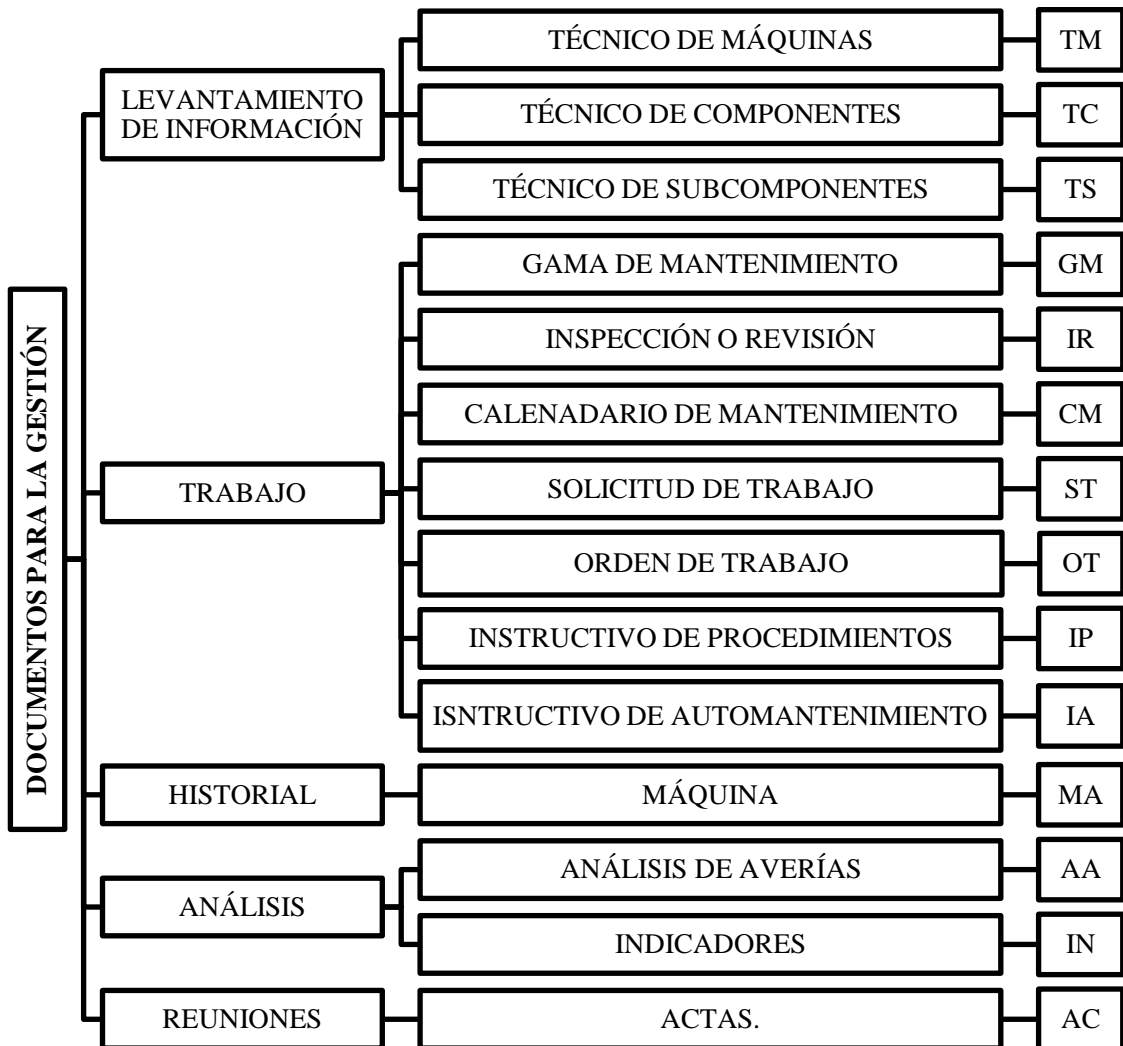 DOCUMENTOS PARA LA GESTIÓN
LEVANTAMIENTO
DE INFORMACIÓN
TÉCNICO DE MÁQUINAS
TM
TÉCNICO DE COMPONENTES
TC
TÉCNICO DE SUBCOMPONENTES
TS
TRABAJO
GAMA DE MANTENIMIENTO
GM
INSPECCIÓN O REVISIÓN
IR
CALENADARIO DE MANTENIMIENTO
CM
SOLICITUD DE TRABAJO
ST
ORDEN DE TRABAJO
OT
INSTRUCTIVO DE PROCEDIMIENTOS
IP
ISNTRUCTIVO DE AUTOMANTENIMIENTO
IA
HISTORIAL
MÁQUINA
MA
ANÁLISIS
ANÁLISIS DE AVERÍAS
AA
INDICADORES
IN
REUNIONES
ACTAS.
AC